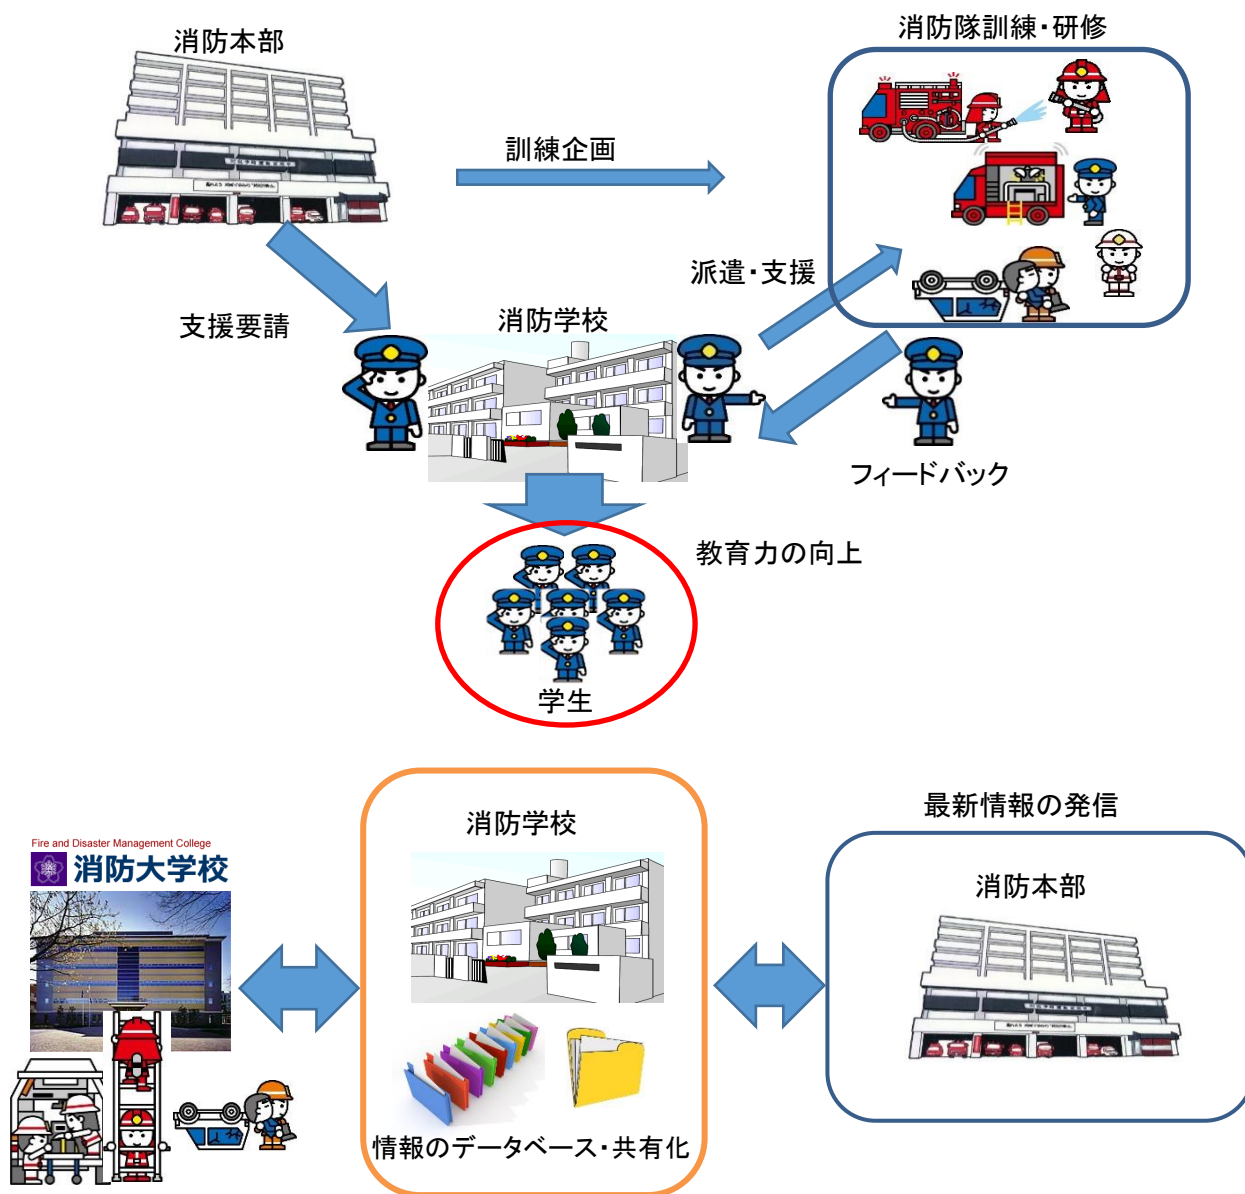 消防本部
消防隊訓練・研修
訓練企画
派遣・支援
支援要請
消防学校
フィードバック
教育力の向上
学生
最新情報の発信
消防学校
Fire and Disaster Management College
消防大学校
消防本部
情報のデータベース・共有化